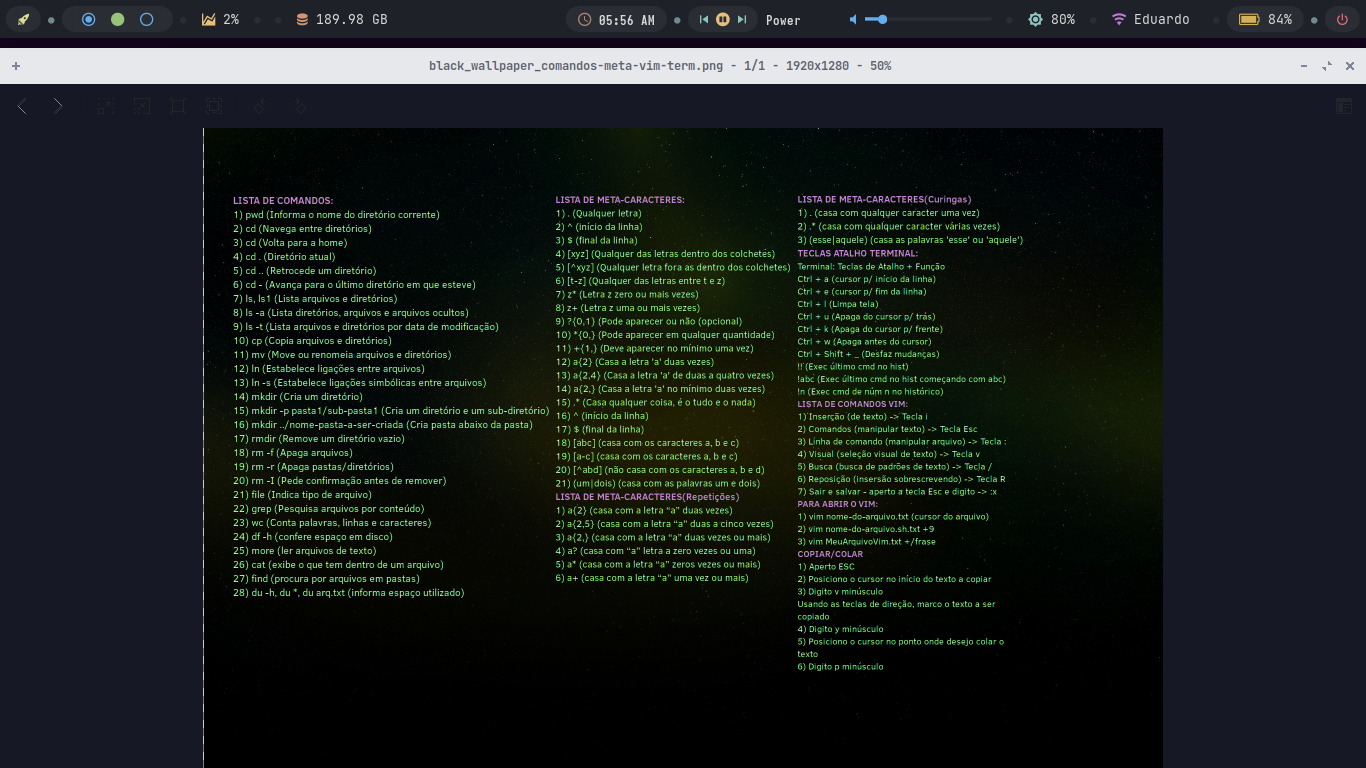 2%
189.98 GB
05:56 AM
Power
80%
Eduardo
84%
black_wallpaper_comandos-meta-vim-term.png - 1/1 - 1920x1280 - 50%
LISTA DE COMANDOS:
1) pwd (Informa o nome do diretório corrente)
2) cd (Navega entre diretórios)
3) cd (Volta para a home)
4) cd . (Diretório atual)
5) cd .. (Retrocede um diretório)
6) cd - (Avança para o último diretório em que esteve)
7) ls, ls1 (Lista arquivos e diretórios)
8) ls -a (Lista diretórios, arquivos e arquivos ocultos)
9) ls -t (Lista arquivos e diretórios por data de modificação)
10) cp (Copia arquivos e diretórios)
11) mv (Move ou renomeia arquivos e diretórios)
12) ln (Estabelece ligações entre arquivos)
13) ln -s (Estabelece ligações simbólicas entre arquivos)
14) mkdir (Cria um diretório)
15) mkdir -p pasta1/sub-pasta1 (Cria um diretório e um sub-diretório)
16) mkdir ../nome-pasta-a-ser-criada (Cria pasta abaixo da pasta)
17) rmdir (Remove um diretório vazio)
18) rm -f (Apaga arquivos)
19) rm -r (Apaga pastas/diretórios)
20) rm -I (Pede confirmação antes de remover)
21) file (Indica tipo de arquivo)
22) grep (Pesquisa arquivos por conteúdo)
23) wc (Conta palavras, linhas e caracteres)
24) df -h (confere espaço em disco)
25) more (ler arquivos de texto)
26) cat (exibe o que tem dentro de um arquivo)
27) find (procura por arquivos em pastas)
28) du -h, du *, du arq.txt (informa espaço utilizado)
LISTA DE META-CARACTERES:
1) . (Qualquer letra)
2) ^ (início da linha)
3) $ (final da linha)
4) [xyz] (Qualquer das letras dentro dos colchetes)
5) [^xyz] (Qualquer letra fora as dentro dos colchetes)
6) [t-z] (Qualquer das letras entre t e z)
7) z* (Letra z zero ou mais vezes)
8) z+ (Letra z uma ou mais vezes)
9) ?{0,1} (Pode aparecer ou não (opcional)
10) *{0,} (Pode aparecer em qualquer quantidade)
11) +{1,} (Deve aparecer no mínimo uma vez)
12) a{2} (Casa a letra 'a' duas vezes)
13) a{2,4} (Casa a letra 'a' de duas a quatro vezes)
14) a{2,} (Casa a letra 'a' no mínimo duas vezes)
15) .* (Casa qualquer coisa, é o tudo e o nada)
16) ^ (início da linha)
17) $ (final da linha)
18) [abc] (casa com os caracteres a, b e c)
19) [a-c] (casa com os caracteres a, b e c)
20) [^abd] (não casa com os caracteres a, b e d)
21) (um|dois) (casa com as palavras um e dois)
LISTA DE META-CARACTERES(Repetições)
1) a{2} (casa com a letra “a” duas vezes)
2) a{2,5} (casa com a letra “a” duas a cinco vezes)
3) a{2,} (casa com a letra “a” duas vezes ou mais)
4) a? (casa com “a” letra a zero vezes ou uma)
5) a* (casa com a letra “a” zeros vezes ou mais)
6) a+ (casa com a letra “a” uma vez ou mais)
LISTA DE META-CARACTERES(Curingas)
1) . (casa com qualquer caracter uma vez)
2) .* (casa com qualquer caracter várias vezes)
3) (esse|aquele) (casa as palavras 'esse' ou 'aquele')
TECLAS ATALHO TERMINAL:
Terminal: Teclas de Atalho + Função
Ctrl + a (cursor p/ início da linha)
Ctrl + e (cursor p/ fim da linha)
Ctrl + l (Limpa tela)
Ctrl + u (Apaga do cursor p/ trás)
Ctrl + k (Apaga do cursor p/ frente)
Ctrl + w (Apaga antes do cursor)
Ctrl + Shift + _ (Desfaz mudanças)
!! (Exec último cmd no hist)
!abc (Exec último cmd no hist começando com abc)
!n (Exec cmd de núm n no histórico)
LISTA DE COMANDOS VIM:
1) Inserção (de texto) -> Tecla i
2) Comandos (manipular texto) -> Tecla Esc
3) Linha de comando (manipular arquivo) -> Tecla :
4) Visual (seleção visual de texto) -> Tecla v
5) Busca (busca de padrões de texto) -> Tecla /
6) Reposição (insersão sobrescrevendo) -> Tecla R
7) Sair e salvar - aperto a tecla Esc e digito -> :x
PARA ABRIR O VIM:
1) vim nome-do-arquivo.txt (cursor do arquivo)
2) vim nome-do-arquivo.sh.txt +9
3) vim MeuArquivoVim.txt +/frase
COPIAR/COLAR
1) Aperto ESC
2) Posiciono o cursor no início do texto a copiar
3) Digito v minúsculo
Usando as teclas de direção, marco o texto a ser
copiado
4) Digito y minúsculo
5) Posiciono o cursor no ponto onde desejo colar o
texto
6) Digito p minúsculo